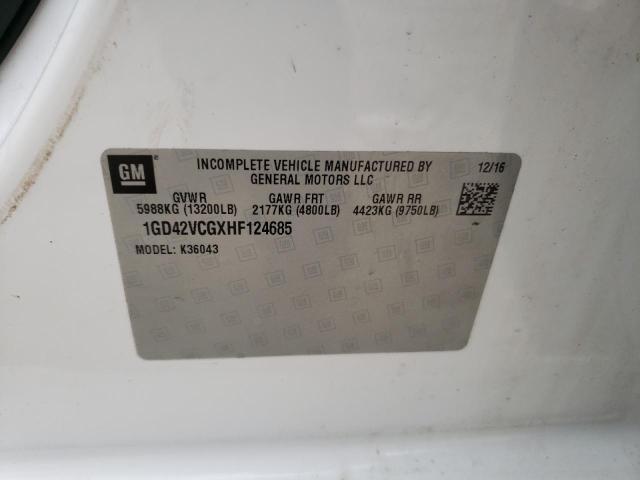 GM
INCOMPLETE VEHICLE MANUFACTURED BY
GENERAL MOTORS LLC
12/16
GVWR GAWR FRT GAWR RR
5988KG (13200LB) 2177KG (4800LB) 4423KG (9750LB)
1GD42VCGXHF124685
MODEL: K36043